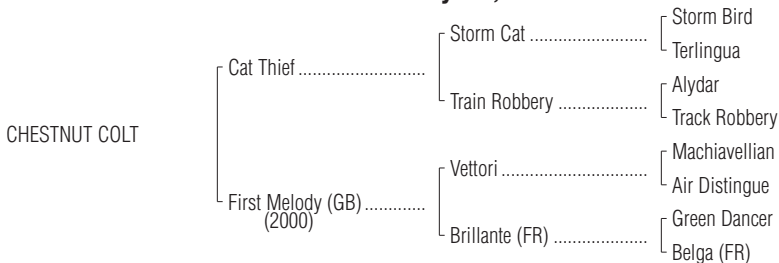 Storm Bird
Storm Cat ........................
Terlingua
Cat Thief ..........................
Alydar
Train Robbery ..................
Track Robbery
CHESTNUT COLT
Machiavellian
Vettori ..............................
Air Distingue
First Melody (GB) .............
(2000)
Green Dancer
Brillante (FR) ...................
Belga (FR)